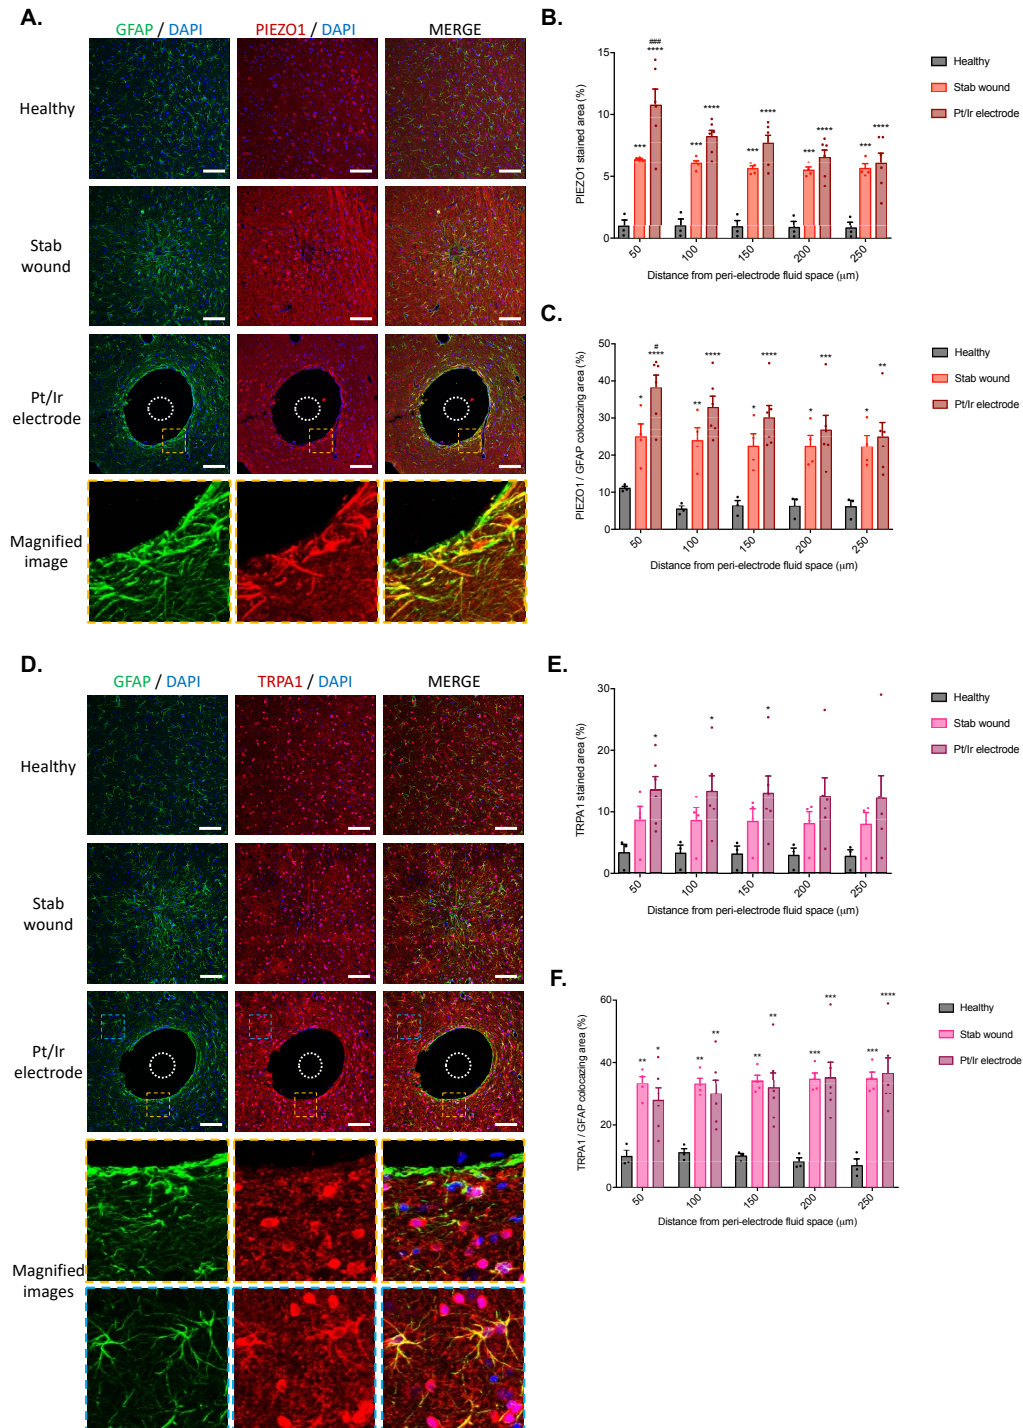 A.
GFAP / DAPI
PIEZO1 / DAPI
MERGE
Healthy
Stab
wound
Pt/Ir
electrode
Magnified
image
B.
PIEZO1 stained area (%)
15
10
5
0
***
###
****
***
****
***
****
***
****
***
****
50
100
150
200
250
Distance from peri-electrode fluid space (μm)
Healthy
Stab wound
Pt/Ir electrode
C.
PIEZO1 / GFAP colocazing area (%)
50
40
30
20
10
0
*
#
****
**
****
*
****
*
***
*
**
50
100
150
200
250
Distance from peri-electrode fluid space (μm)
Healthy
Stab wound
Pt/Ir electrode
D.
GFAP / DAPI
TRPA1 / DAPI
MERGE
Healthy
Stab
wound
Pt/Ir
electrode
Magnified
images
E.
TRPA1 stained area (%)
30
20
10
0
*
*
*
50
100
150
200
250
Distance from peri-electrode fluid space (μm)
Healthy
Stab wound
Pt/Ir electrode
F.
TRPA1 / GFAP colocazing area (%)
60
40
20
0
**
*
**
**
**
**
***
***
***
****
50
100
150
200
250
Distance from peri-electrode fluid space (μm)
Healthy
Stab wound
Pt/Ir electrode